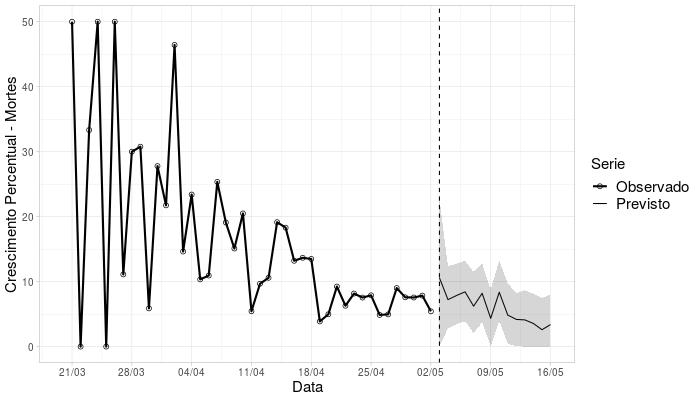 50
40
30
20
10
0
Crescimento Percentual - Mortes
21/03 28/03 04/04 11/04 18/04 25/04 02/05 09/05 16/05
Data
Serie
Observado
Previsto